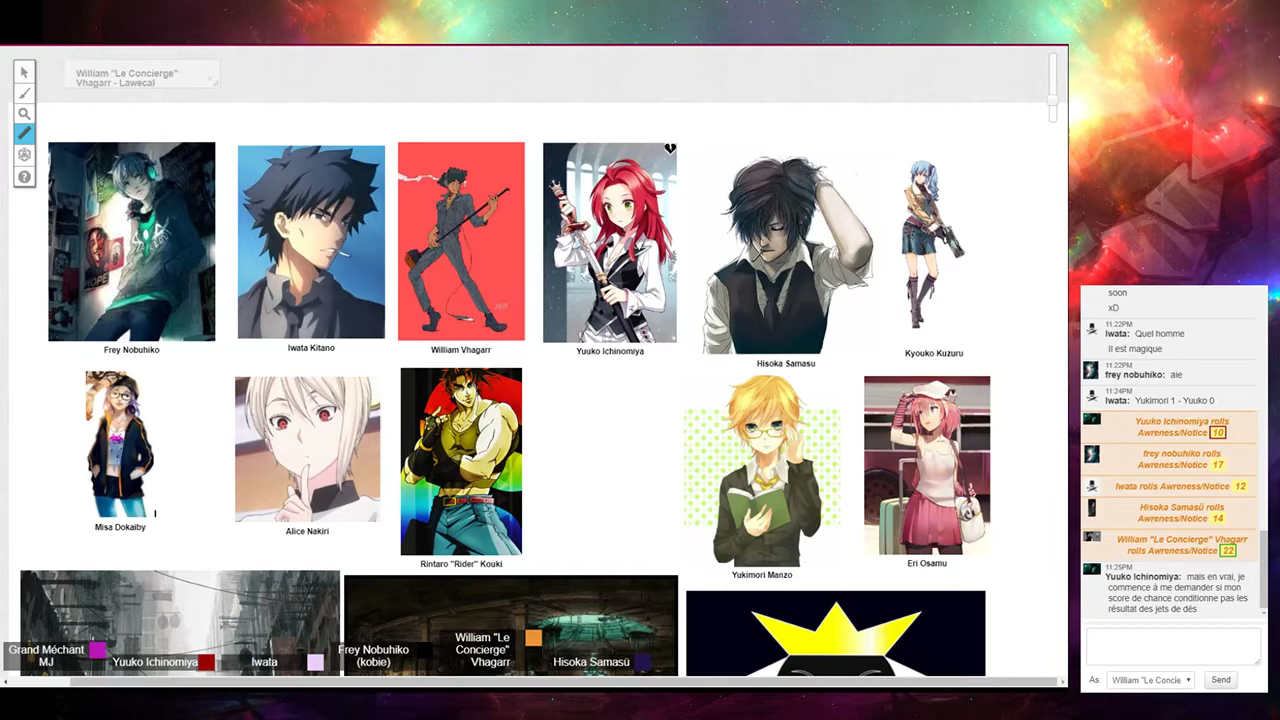 William "Le Concierge"
Vhagarr - Lawecal
Frey Nobuhiko
Iwata Kitano
William Vhagarr
Yuuko Ichinomiya
Hisoka Samasu
Kyouko Kuzuru
Misa Dokaiby
Alice Nakiri
Rintaro "Rider" Kouki
Yukimori Manzo
Eri Osamu
Grand Méchant
MJ
Yuuko Ichinomiya
Iwata
Frey Nobuhiko
(kobie)
William "Le
Concierge"
Vhagarr
Hisoka Samasü
soon
xD
11:22PM
Iwata: Quel homme
Il est magique
11:22PM
frey nobuhiko: aie
11:24PM
Iwata: Yukimori 1 - Yuuko 0
Yuuko Ichinomiya rolls
Awreness/Notice 10
frey nobuhiko rolls
Awreness/Notice 17
Iwata rolls Awreness/Notice 12
Hisoka Samasü rolls
Awreness/Notice 14
William "Le Concierge" Vhagarr
rolls Awreness/Notice 22
11:25PM
Yuuko Ichinomiya: mais en vrai, je
commence à me demander si mon
score de chance conditionne pas les
résultat des jets de dés
As: William "Le Concie
Send